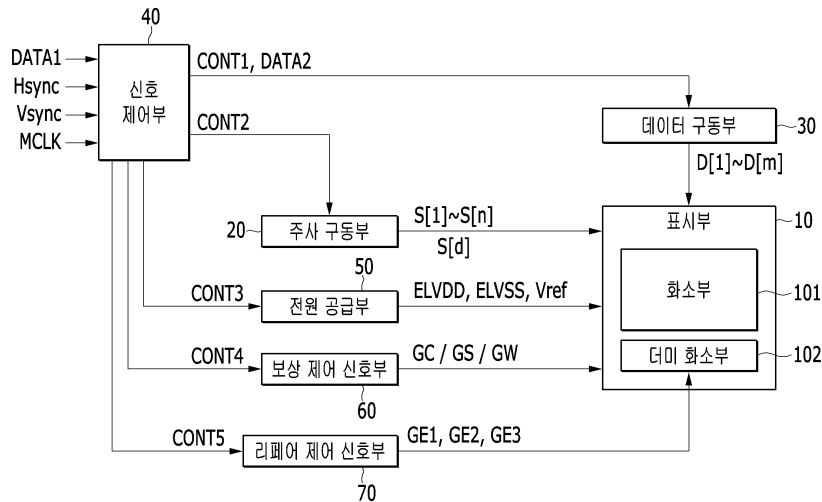 40
DATA1
Hsync
Vsync
MCLK
신호
제어부
CONT1, DATA2
CONT2
데이터 구동부
30
D[1]~D[m]
20
주사 구동부
S[1]~S[n]
S[d]
표시부
10
50
CONT3
전원 공급부
ELVDD, ELVSS, Vref
화소부
101
CONT4
보상 제어 신호부
GC / GS / GW
더미 화소부
102
60
CONT5
리페어 제어 신호부
GE1, GE2, GE3
70